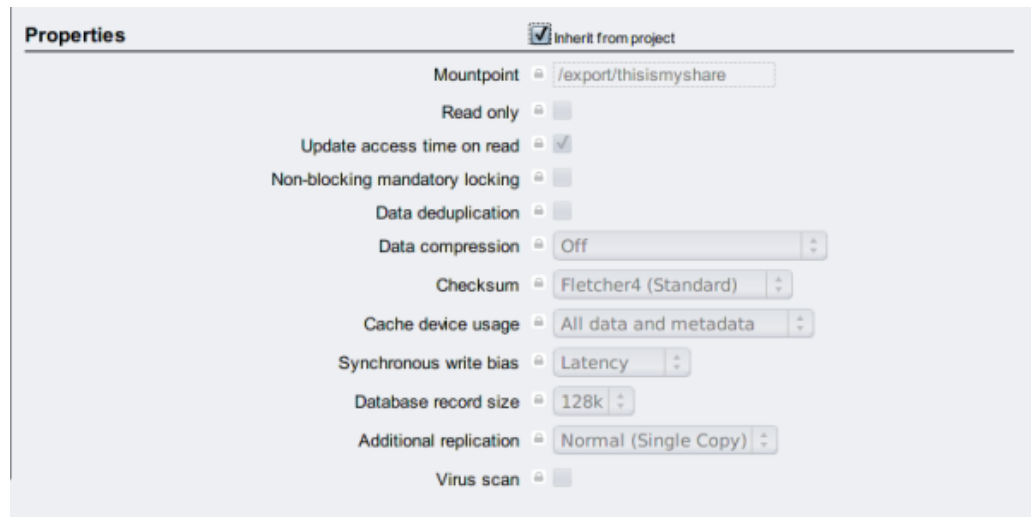 Properties Inherit from project
Mountpoint /export/thisismyshare
Read only
Update access time on read
Non-blocking mandatory locking
Data deduplication
Data compression Off
Checksum Fletcher4 (Standard)
Cache device usage All data and metadata
Synchronous write bias Latency
Database record size 128k
Additional replication Normal (Single Copy)
Virus scan